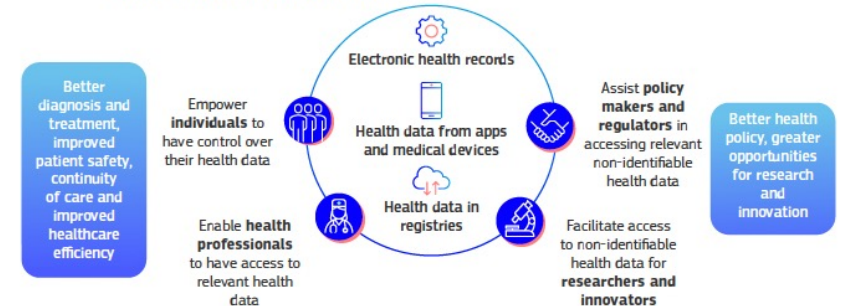 Better
diagnosis and
treatment,
improved
patient safety,
continuity
of care and
improved
healthcare
efficiency
Empower
individuals to
have control over
their health data
Enable health
professionals
to have access to
relevant health
data
Electronic health records
Health data from apps
and medical devices
Health data in
registries
Assist policy
makers and
regulators in
accessing relevant
non-identifiable
health data
Facilitate access
to non-identifiable
health data for
researchers and
innovators
Better health
policy, greater
opportunities
for research
and
innovation